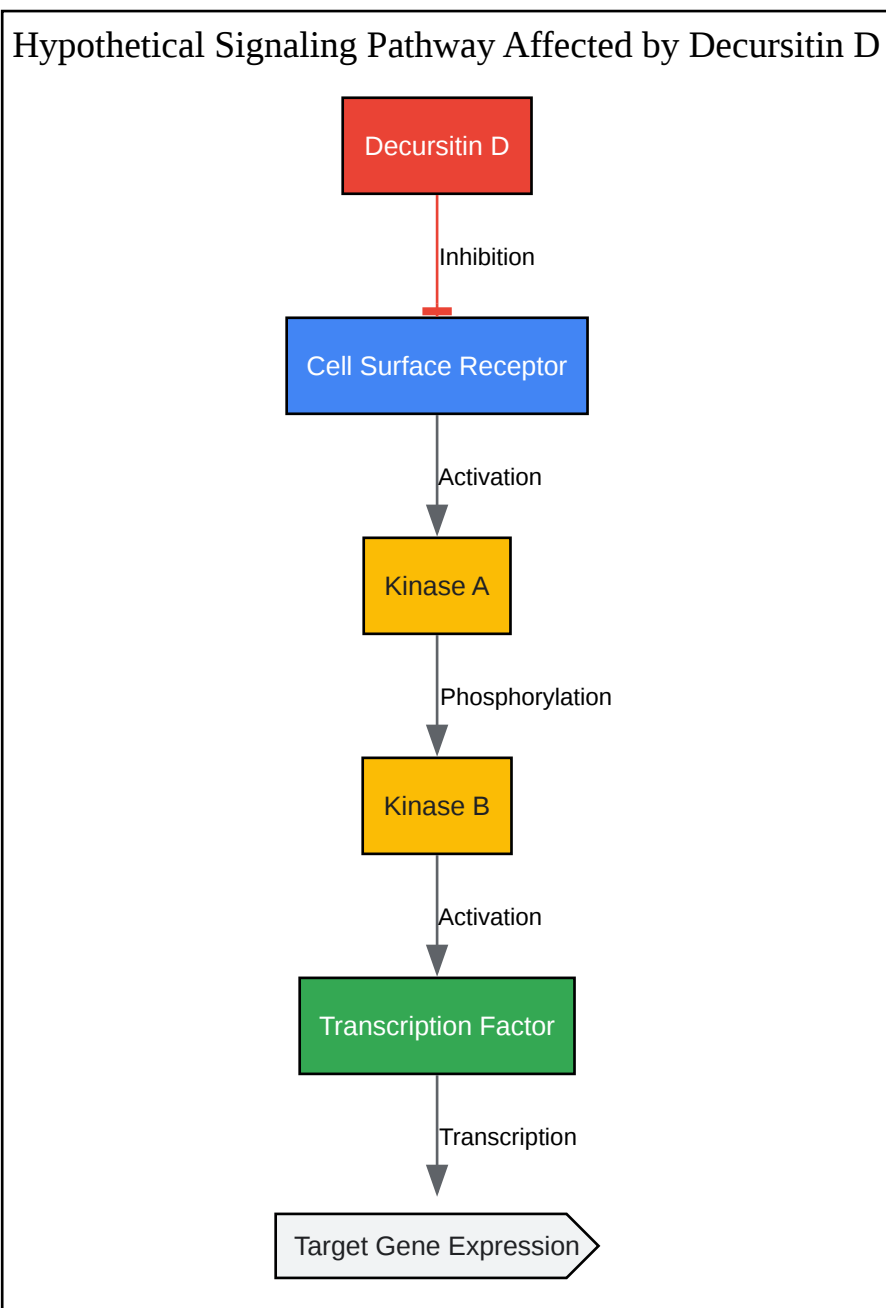 Hypothetical Signaling Pathway Affected by Decursitin D
Decursitin D
Inhibition
Cell Surface Receptor
Activation
Kinase A
Phosphorylation
Kinase B
Activation
Transcription Factor
Transcription
Target Gene Expression